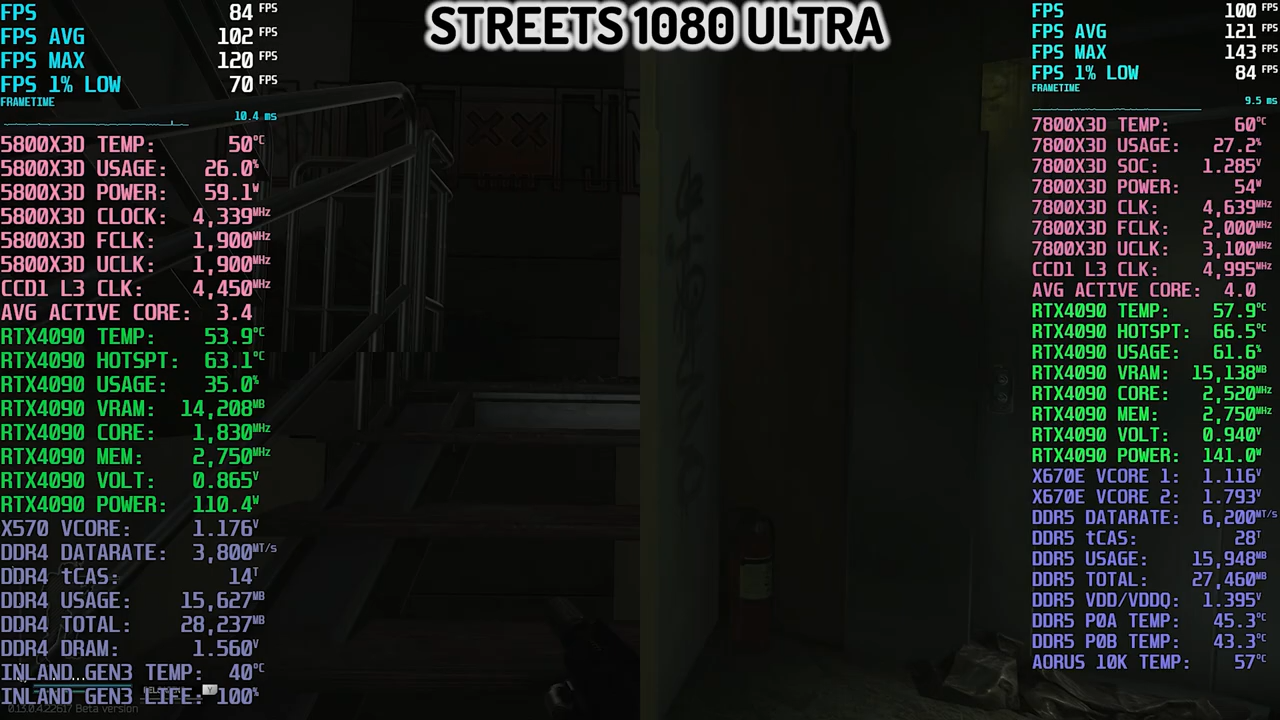 STREETS 1080 ULTRA
FPS 84 FPS
FPS AVG 102 FPS
FPS MAX 120 FPS
FPS 1% LOW 70 FPS
FRAMETIME
10.4 ms
5800X3D TEMP: 50°C
5800X3D USAGE: 26.0%
5800X3D POWER: 59.1W
5800X3D CLOCK: 4,339MHz
5800X3D FCLK: 1,900MHz
5800X3D UCLK: 1,900MHz
CCD1 L3 CLK: 4,450MHz
AVG ACTIVE CORE: 3.4
RTX4090 TEMP: 53.9°C
RTX4090 HOTSPT: 63.1°C
RTX4090 USAGE: 35.0%
RTX4090 VRAM: 14,208MB
RTX4090 CORE: 1,830MHz
RTX4090 MEM: 2,750MHz
RTX4090 VOLT: 0.865V
RTX4090 POWER: 110.4W
X570 VCORE: 1.176V
DDR4 DATARATE: 3,800MT/s
DDR4 tCAS: 14T
DDR4 USAGE: 15,627MB
DDR4 TOTAL: 28,237MB
DDR4 DRAM: 1.560V
INLAND GEN3 TEMP: 40°C
INLAND GEN3 LIFE: 100%
0.13.0.4.22617 Beta version
FPS 100 FPS
FPS AVG 121 FPS
FPS MAX 143 FPS
FPS 1% LOW 84 FPS
FRAMETIME
9.5 ms
7800X3D TEMP: 60°C
7800X3D USAGE: 27.2%
7800X3D SOC: 1.285V
7800X3D POWER: 54W
7800X3D CLK: 4,639MHz
7800X3D FCLK: 2,000MHz
7800X3D UCLK: 3,100MHz
CCD1 L3 CLK: 4,995MHz
AVG ACTIVE CORE: 4.0
RTX4090 TEMP: 57.9°C
RTX4090 HOTSPT: 66.5°C
RTX4090 USAGE: 61.6%
RTX4090 VRAM: 15,138MB
RTX4090 CORE: 2,520MHz
RTX4090 MEM: 2,750MHz
RTX4090 VOLT: 0.940V
RTX4090 POWER: 141.0W
X670E VCORE 1: 1.116V
X670E VCORE 2: 1.793V
DDR5 DATARATE: 6,200MT/s
DDR5 tCAS: 28T
DDR5 USAGE: 15,948MB
DDR5 TOTAL: 27,460MB
DDR5 VDD/VDDQ: 1.395V
DDR5 P0A TEMP: 45.3°C
DDR5 P0B TEMP: 43.3°C
AORUS 10K TEMP: 57°C